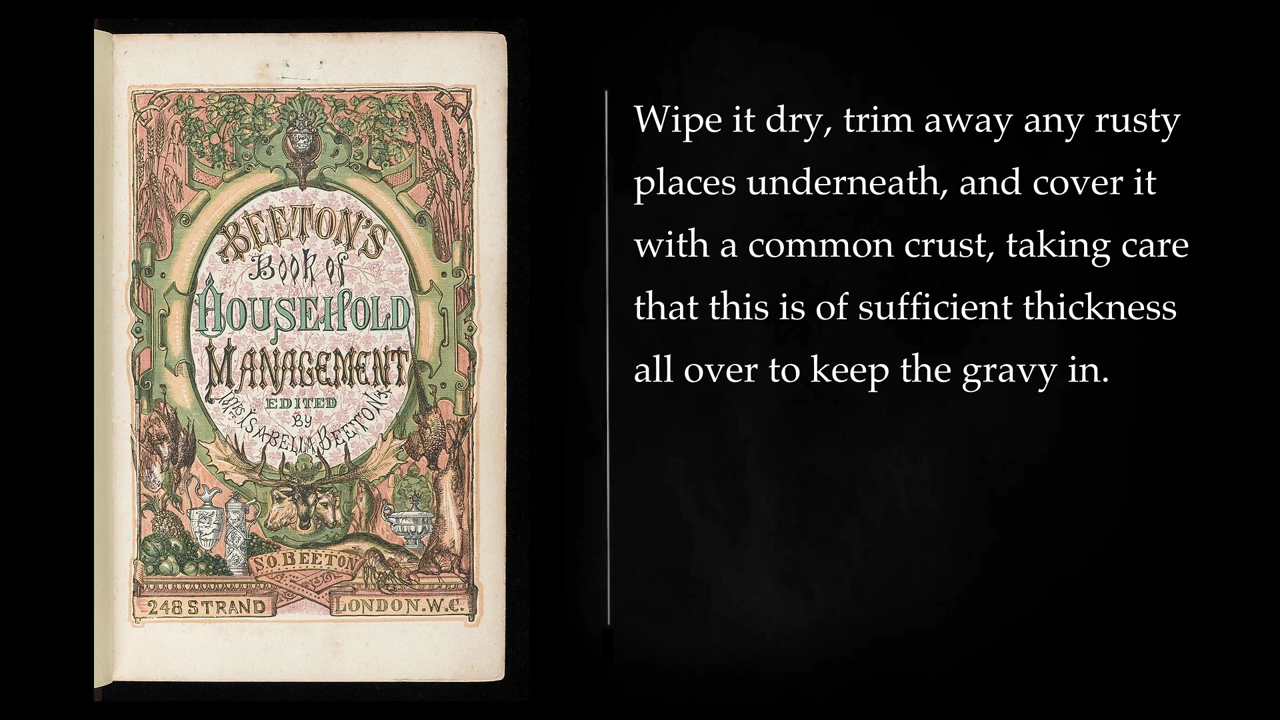 BEETON'S
Book of
HOUSEHOLD
MANAGEMENT
EDITED
BY
MRS ISABELLA BEETON
S.O. BEETON
248 STRAND
LONDON. W.C.
Wipe it dry, trim away any rusty
places underneath, and cover it
with a common crust, taking care
that this is of sufficient thickness
all over to keep the gravy in.